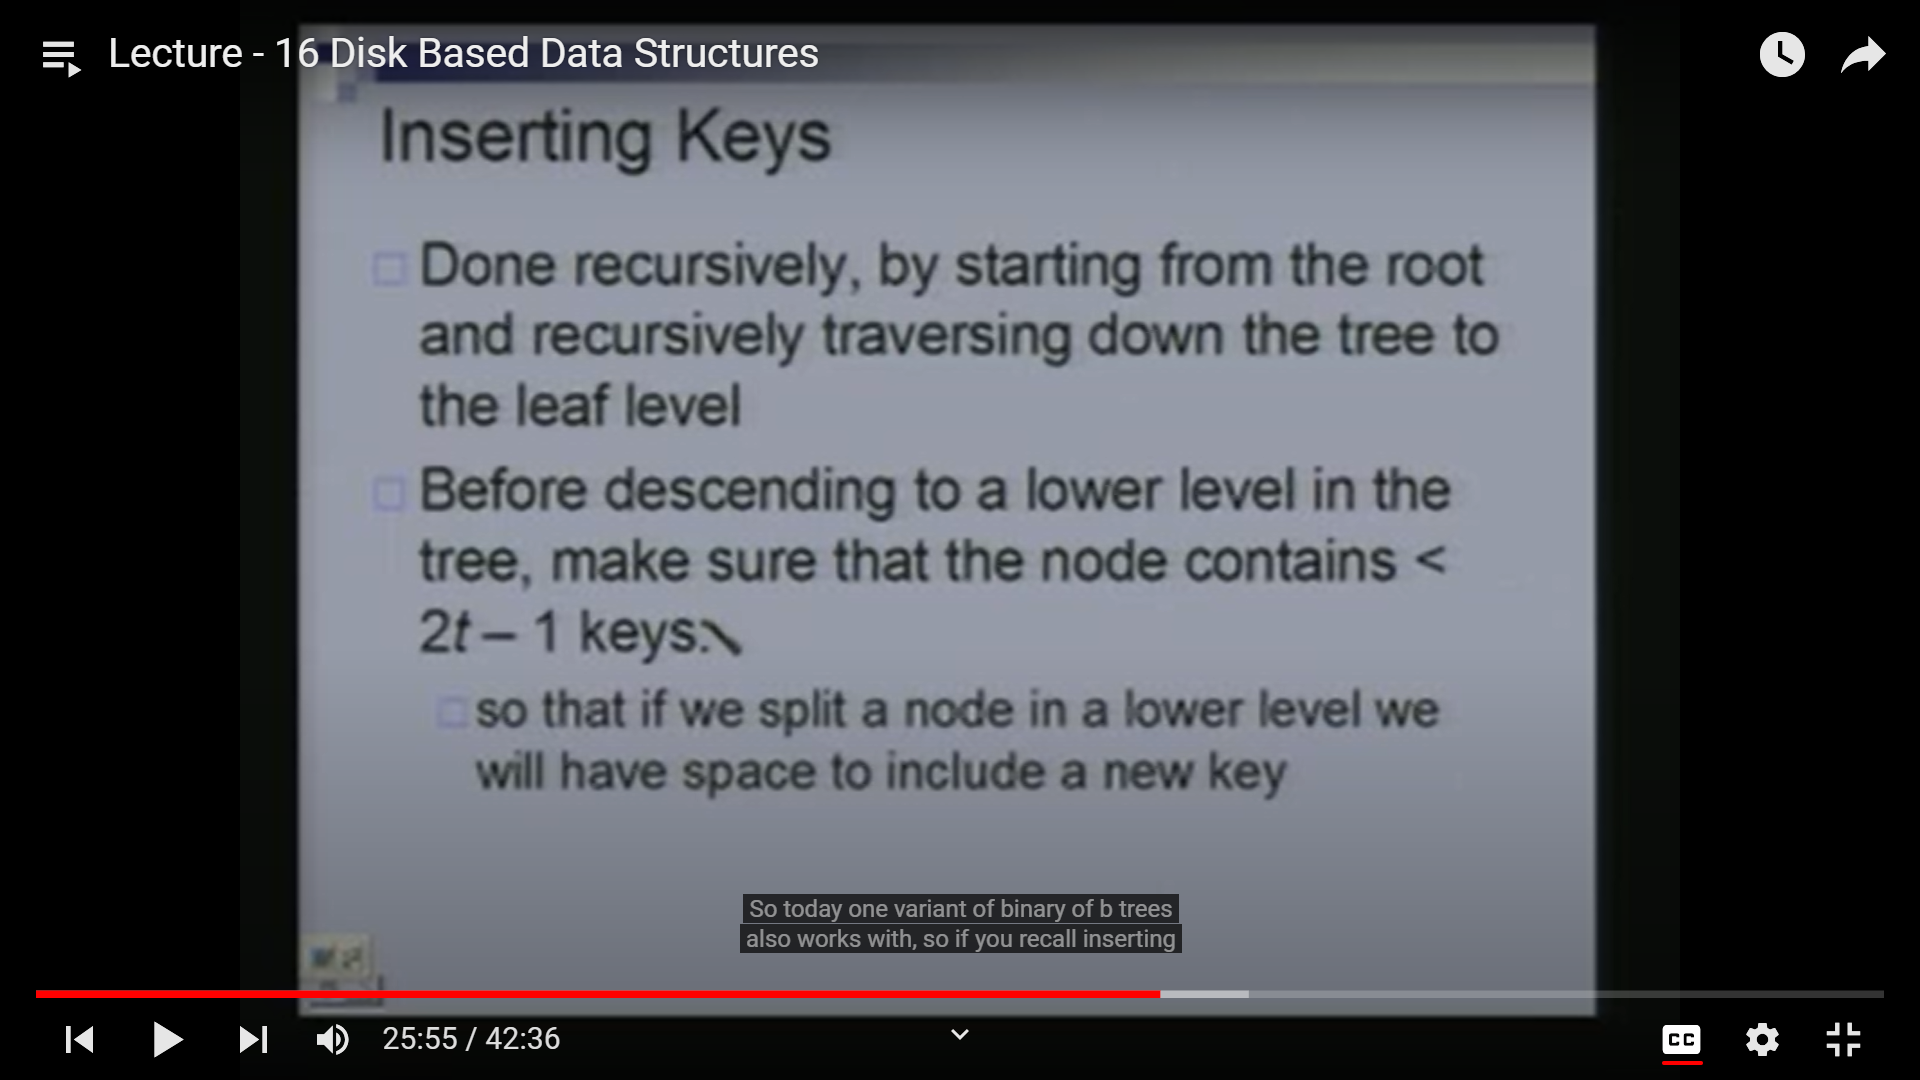 Lecture - 16 Disk Based Data Structures
Inserting Keys
Done recursively, by starting from the root
and recursively traversing down the tree to
the leaf level
Before descending to a lower level in the
tree, make sure that the node contains <
2t – 1 keys:
so that if we split a node in a lower level we
will have space to include a new key
So today one variant of binary of b trees
also works with, so if you recall inserting
25:55 / 42:36
CC